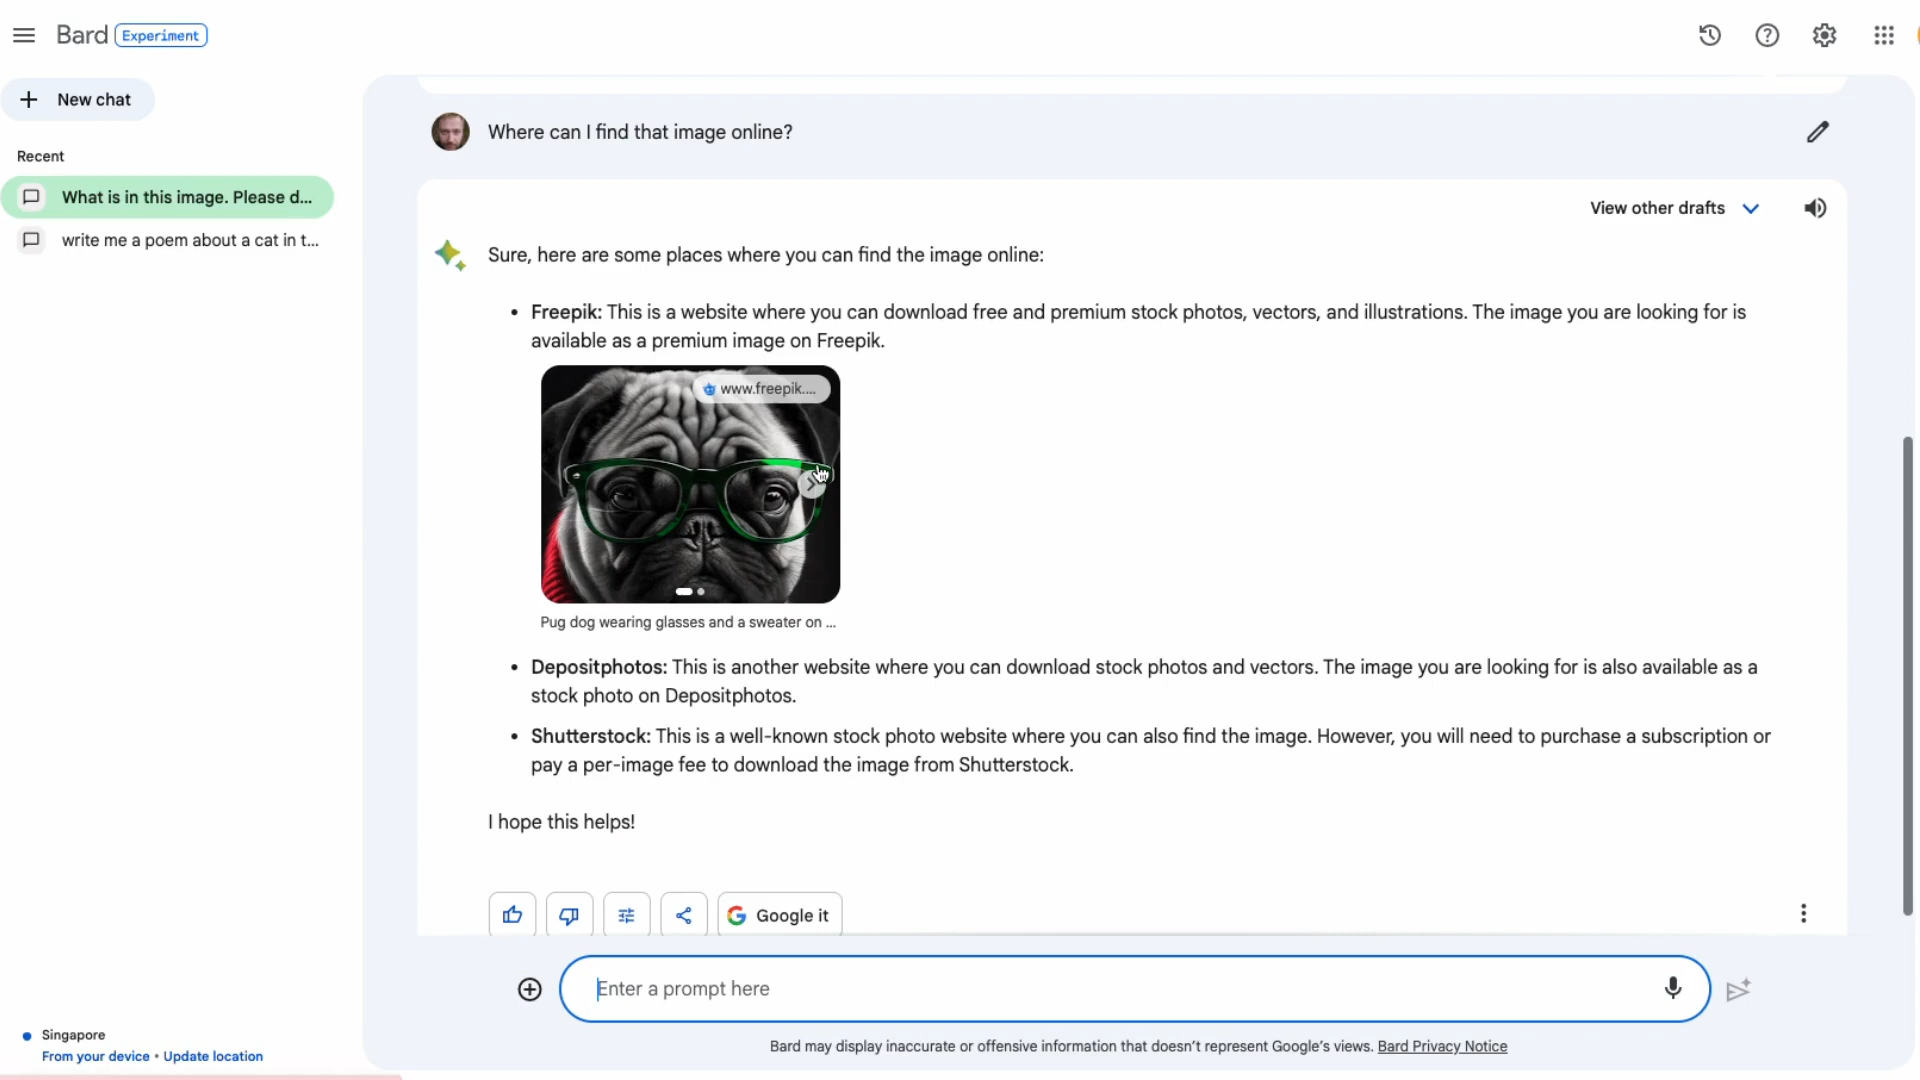 Bard Experiment
New chat
Recent
What is in this image. Please d...
write me a poem about a cat in t...
Where can I find that image online?
View other drafts
Sure, here are some places where you can find the image online:
• Freepik: This is a website where you can download free and premium stock photos, vectors, and illustrations. The image you are looking for is
available as a premium image on Freepik.
www.freepik....
Pug dog wearing glasses and a sweater on ...
• Depositphotos: This is another website where you can download stock photos and vectors. The image you are looking for is also available as a
stock photo on Depositphotos.
• Shutterstock: This is a well-known stock photo website where you can also find the image. However, you will need to purchase a subscription or
pay a per-image fee to download the image from Shutterstock.
I hope this helps!
Google it
Enter a prompt here
Bard may display inaccurate or offensive information that doesn't represent Google's views. Bard Privacy Notice
Singapore
From your device • Update location